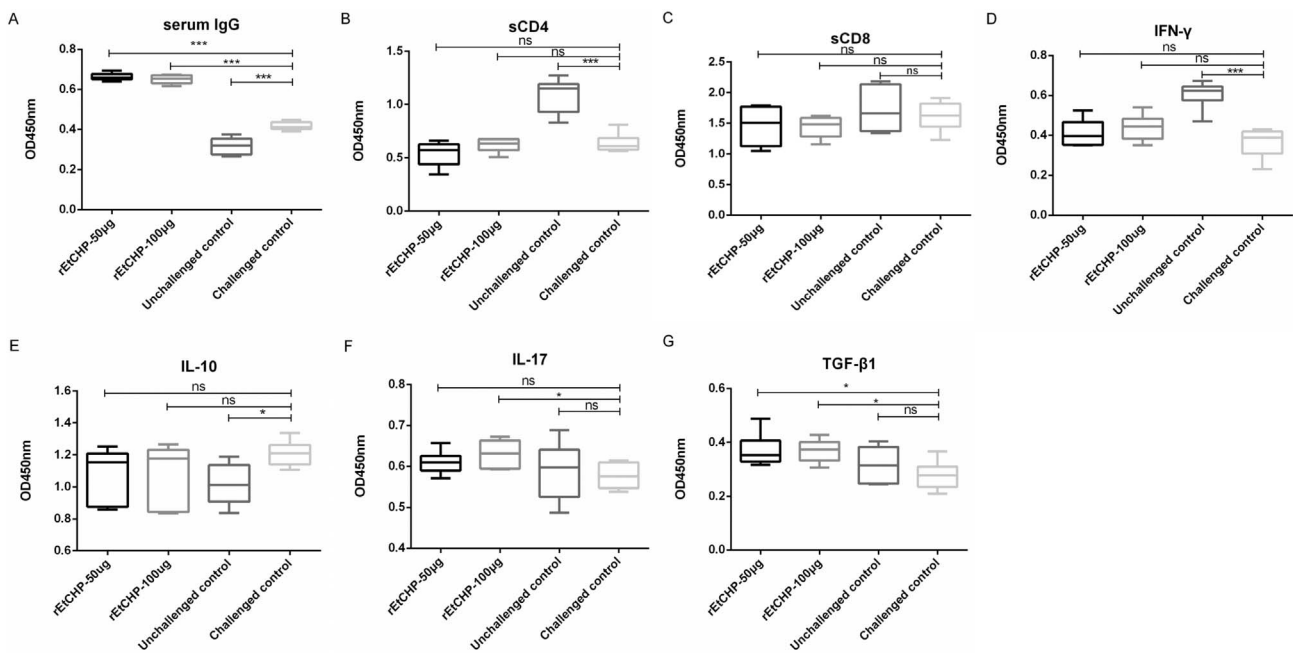 A
serum IgG
***
***
***
OD450nm
0.8
0.6
0.4
0.2
0.0
rEtCHP-50μg
rEtCHP-100μg
Unchallenged control
Challenged control
B
sCD4
ns
ns
***
OD450nm
1.5
1.0
0.5
0.0
rEtCHP-50μg
rEtCHP-100μg
Unchallenged control
Challenged control
C
sCD8
ns
ns
ns
OD450nm
2.5
2.0
1.5
1.0
0.5
0.0
rEtCHP-50μg
rEtCHP-100μg
Unchallenged control
Challenged control
D
IFN-γ
ns
ns
***
OD450nm
0.8
0.6
0.4
0.2
0.0
rEtCHP-50ug
rEtCHP-100μg
Unchallenged control
Challenged control
E
IL-10
ns
ns
*
OD450nm
1.6
1.4
1.2
1.0
0.8
0.6
rEtCHP-50ug
rEtCHP-100μg
Unchallenged control
Challenged control
F
IL-17
ns
*
ns
OD450nm
0.8
0.7
0.6
0.5
0.4
rEtCHP-50μg
rEtCHP-100μg
Unchallenged control
Challenged control
G
TGF-β1
*
*
ns
OD450nm
0.6
0.4
0.2
0.0
rEtCHP-50μg
rEtCHP-100μg
Unchallenged control
Challenged control